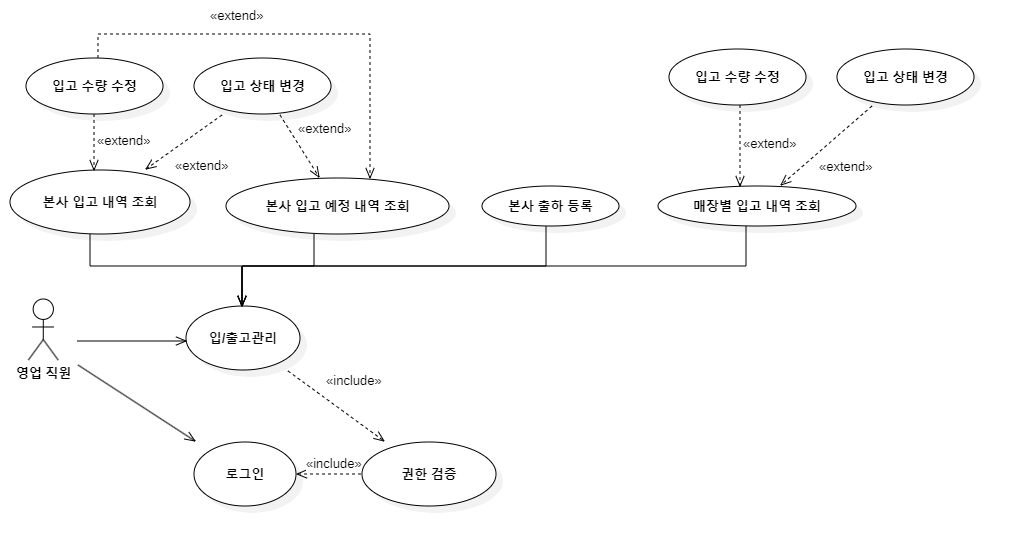 «extend»
입고 수량 수정
입고 상태 변경
입고 수량 수정
입고 상태 변경
«extend»
«extend»
«extend»
«extend»
«extend»
본사 입고 내역 조회
본사 입고 예정 내역 조회
본사 출하 등록
매장별 입고 내역 조회
입/출고관리
영업 직원
«include»
로그인
«include»
권한 검증